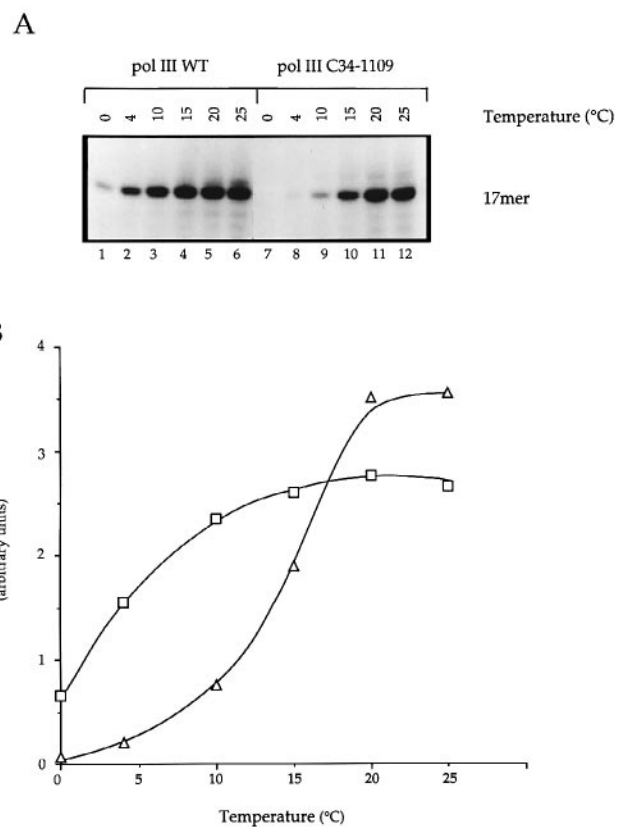 A
pol III WT
pol III C34-1109
0 4 10 15 20 25 0 4 10 15 20 25
Temperature (°C)
17mer
1 2 3 4 5 6 7 8 9 10 11 12
4
3
2
1
0
(arbitrary units)
0 5 10 15 20 25
Temperature (°C)